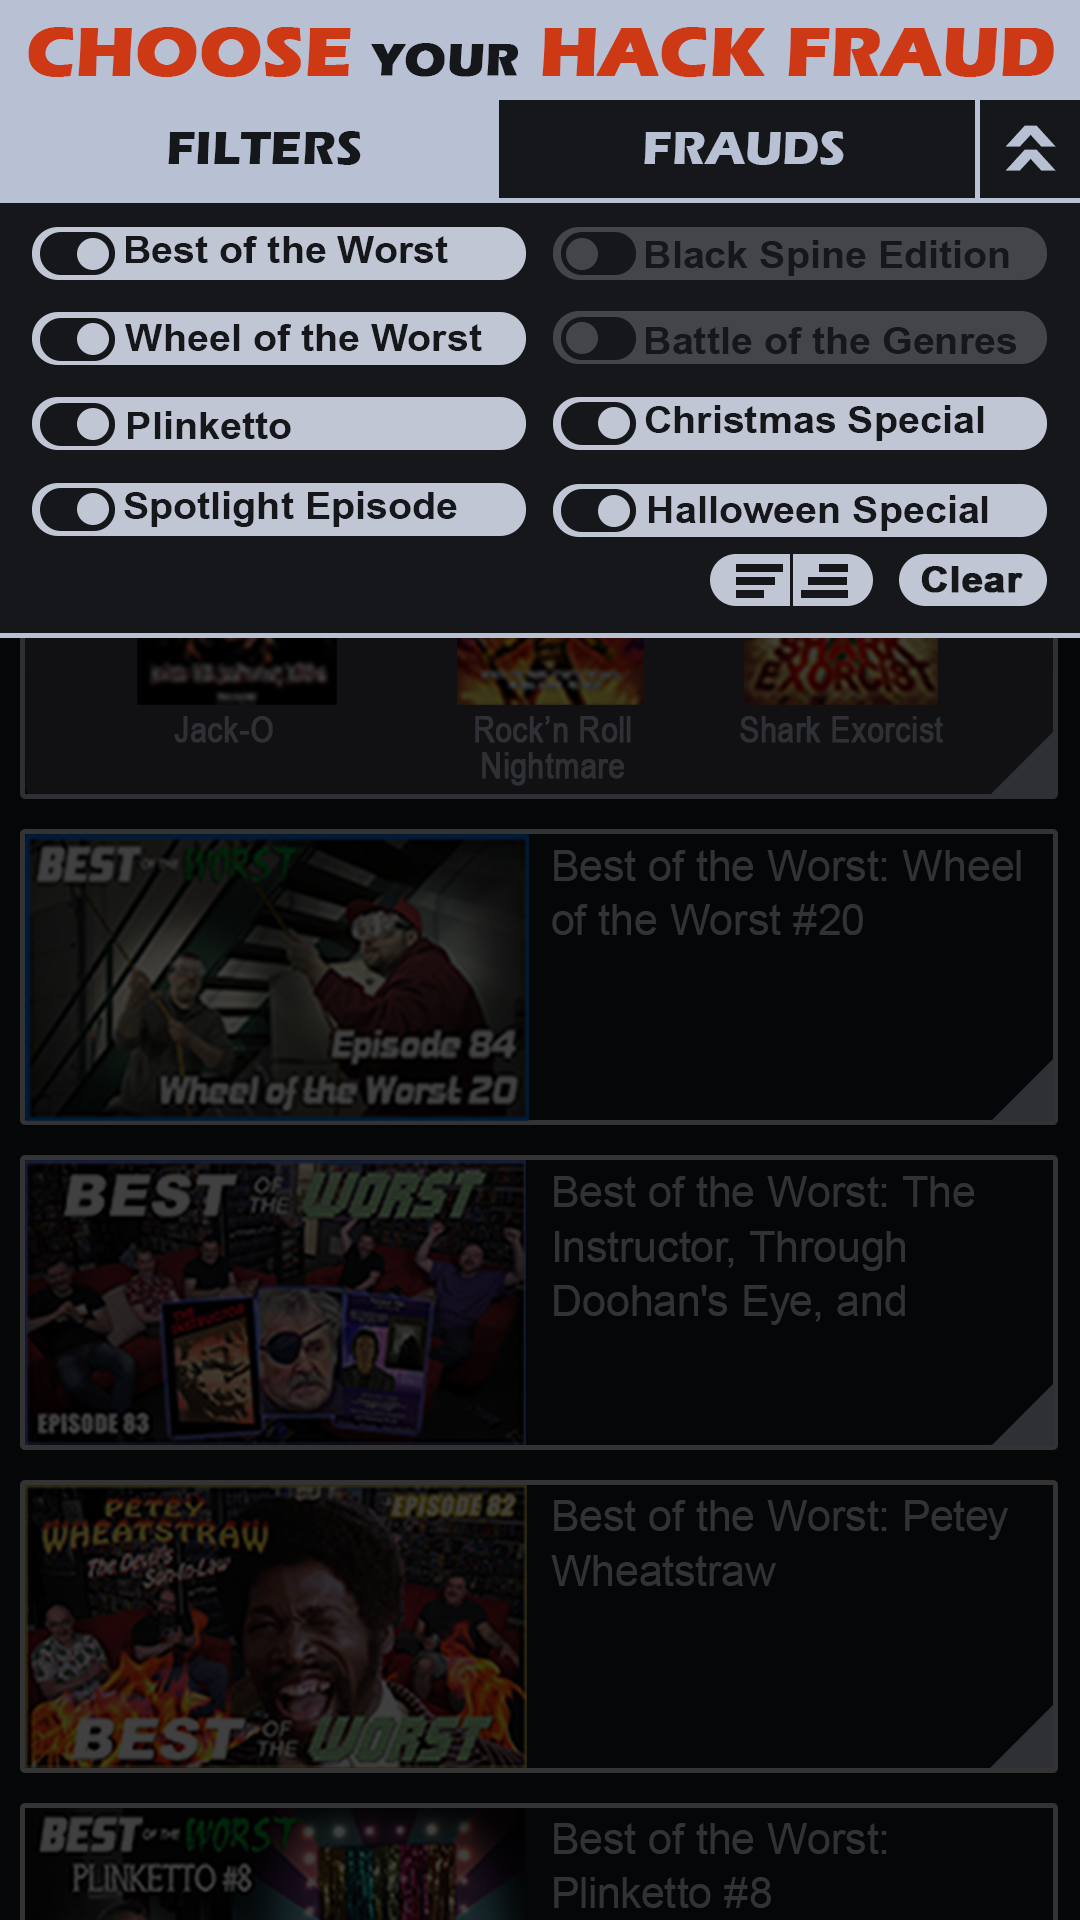 CHOOSE YOUR HACK FRAUD
FILTERS
FRAUDS
Best of the Worst
Black Spine Edition
Wheel of the Worst
Battle of the Genres
Plinketto
Christmas Special
Spotlight Episode
Halloween Special
Clear
EXORCIST
Jack-O
Rock’n Roll
Nightmare
Shark Exorcist
BEST OF THE WORST
Episode 84
Wheel of the Worst 20
Best of the Worst: Wheel
of the Worst #20
BEST OF THE WORST
THE INSTRUCTOR
EPISODE 83
Best of the Worst: The
Instructor, Through
Doohan's Eye, and
PETEY
WHEATSTRAW
The Devil's
Son-in-Law
EPISODE 82
BEST OF THE WORST
Best of the Worst: Petey
Wheatstraw
BEST OF THE WORST
PLINKETTO #8
Best of the Worst:
Plinketto #8